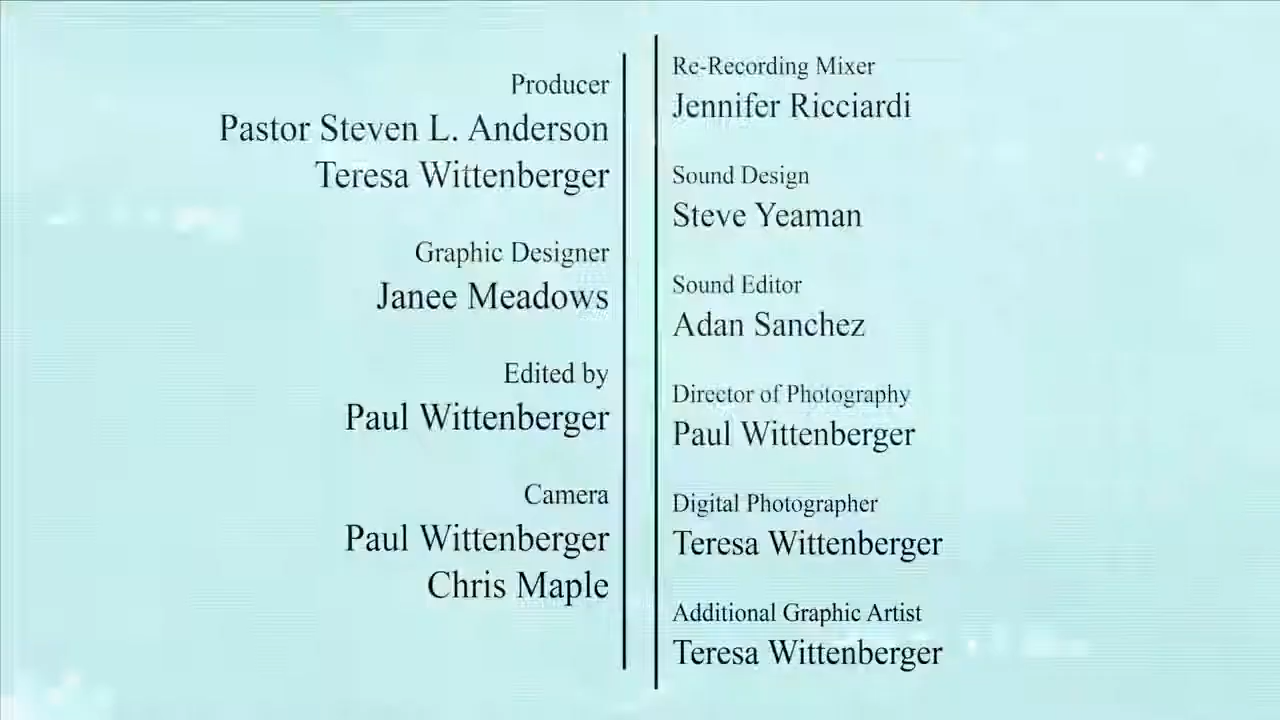 Producer
Pastor Steven L. Anderson
Teresa Wittenberger
Graphic Designer
Janee Meadows
Edited by
Paul Wittenberger
Camera
Paul Wittenberger
Chris Maple
Re-Recording Mixer
Jennifer Ricciardi
Sound Design
Steve Yeaman
Sound Editor
Adan Sanchez
Director of Photography
Paul Wittenberger
Digital Photographer
Teresa Wittenberger
Additional Graphic Artist
Teresa Wittenberger